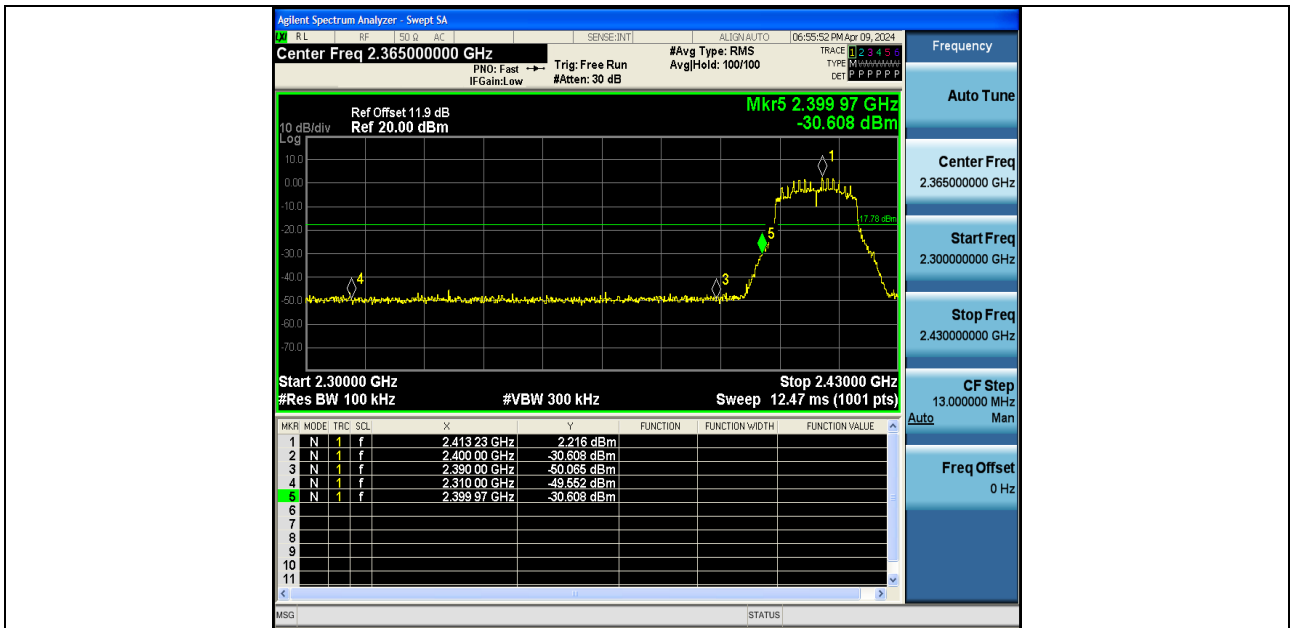 Agilent Spectrum Analyzer - Swept SA
LXI RL RF 50 Ω AC SENSE:INT ALIGN AUTO 06:55:52 PM Apr 09, 2024
Center Freq 2.365000000 GHz
PNO: Fast
IFGain:Low
Trig: Free Run
#Atten: 30 dB
#Avg Type: RMS
Avg|Hold: 100/100
TRACE 1 2 3 4 5 6
TYPE M
DET P P P P P P
Mkr5 2.399 97 GHz
-30.608 dBm
Ref Offset 11.9 dB
10 dB/div Ref 20.00 dBm
Log
10.0
0.00
-10.0
-20.0
-30.0
-40.0
-50.0
-60.0
-70.0
1
17.78 dBm
5
4
3
Start 2.30000 GHz Stop 2.43000 GHz
#Res BW 100 kHz #VBW 300 kHz Sweep 12.47 ms (1001 pts)
MKR MODE TRC SCL X Y FUNCTION FUNCTION WIDTH FUNCTION VALUE
1 N 1 f 2.413 23 GHz 2.216 dBm
2 N 1 f 2.400 00 GHz -30.608 dBm
3 N 1 f 2.390 00 GHz -50.065 dBm
4 N 1 f 2.310 00 GHz -49.552 dBm
5 N 1 f 2.399 97 GHz -30.608 dBm
6
7
8
9
10
11
MSG STATUS
Frequency
Auto Tune
Center Freq
2.365000000 GHz
Start Freq
2.300000000 GHz
Stop Freq
2.430000000 GHz
CF Step
13.000000 MHz
Auto Man
Freq Offset
0 Hz